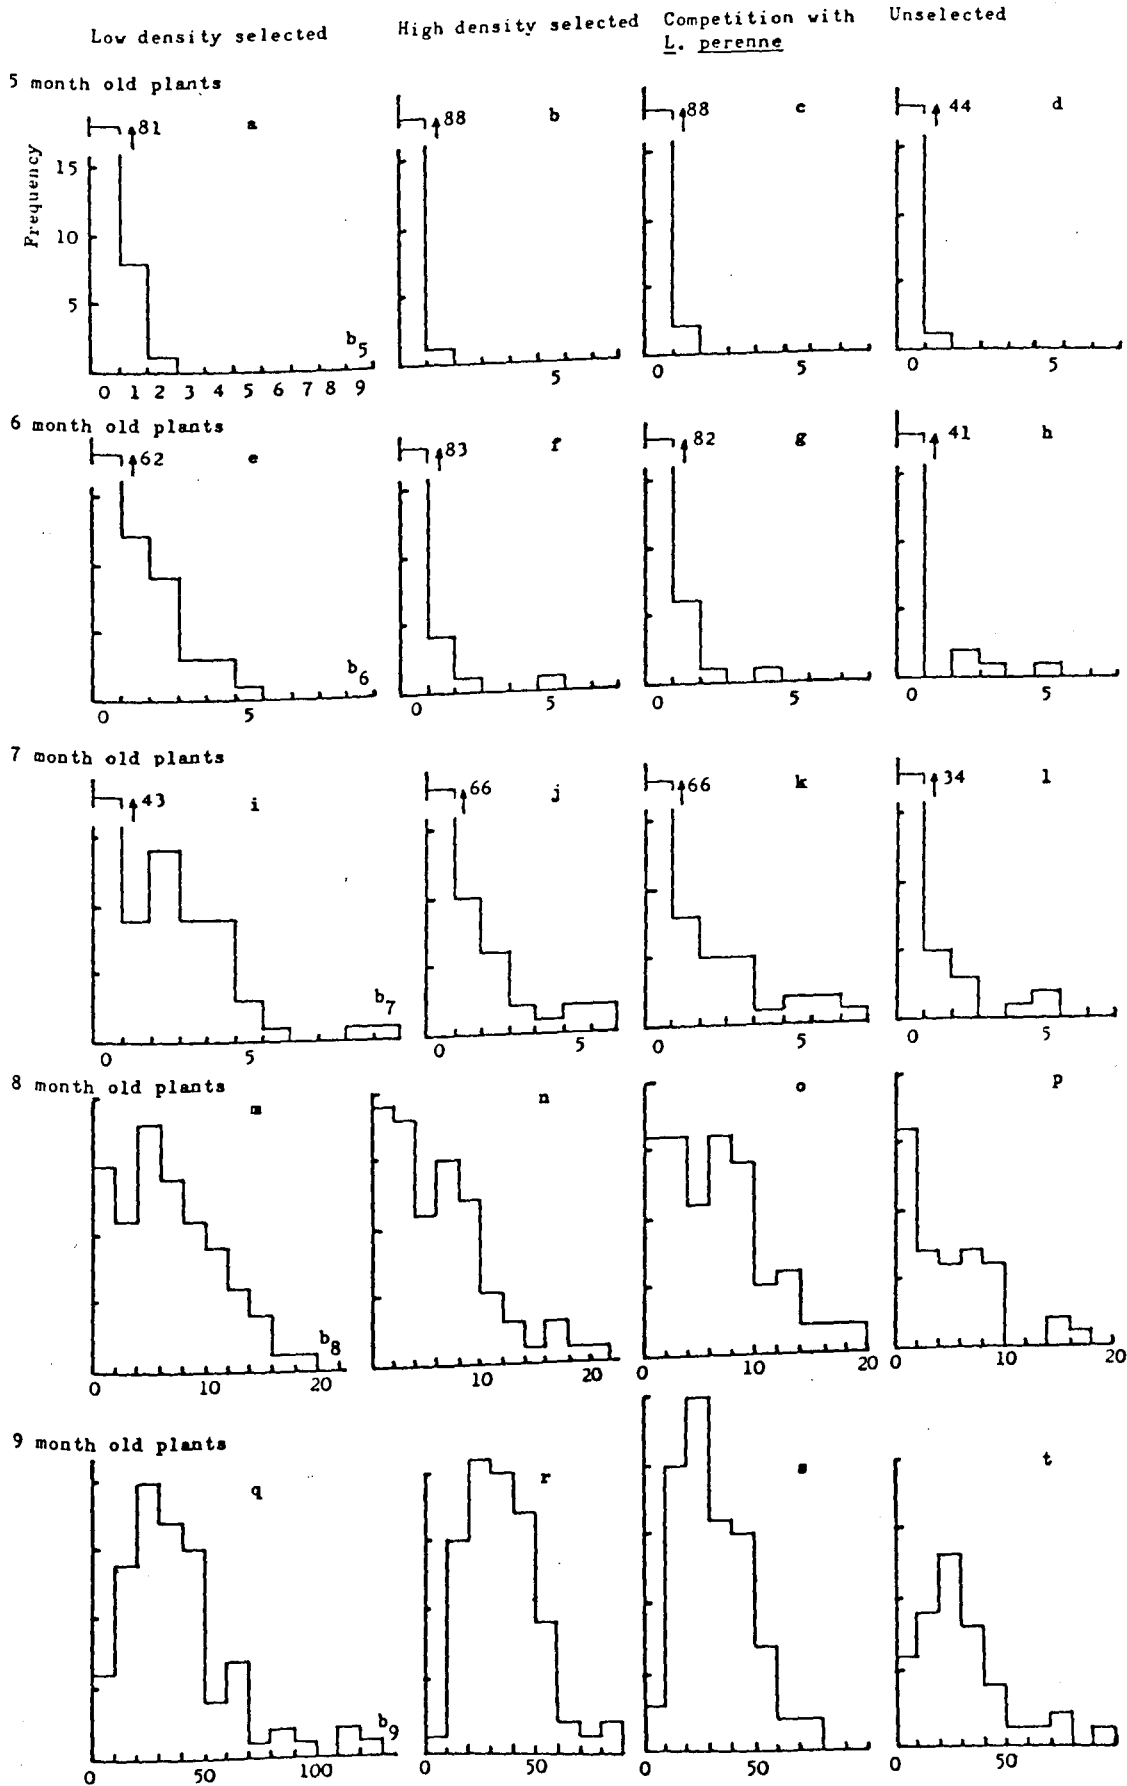 Low density selected High density selected Competition with Unselected
L. perenne
5 month old plants
81 a 88 b 88 c 44 d
Frequency
15
10
5
b5
0 1 2 3 4 5 6 7 8 9 5 0 5 0 5
6 month old plants
62 e 83 f 82 g 41 h
b6
0 5 0 5 0 5 0 5
7 month old plants
43 i 66 j 66 k 34 l
b7
0 5 0 5 0 5 0 5
8 month old plants
m n o p
b8
0 10 20 10 20 0 10 20 0 10 20
9 month old plants
q r s t
b9
0 50 100 0 50 0 50 0 50